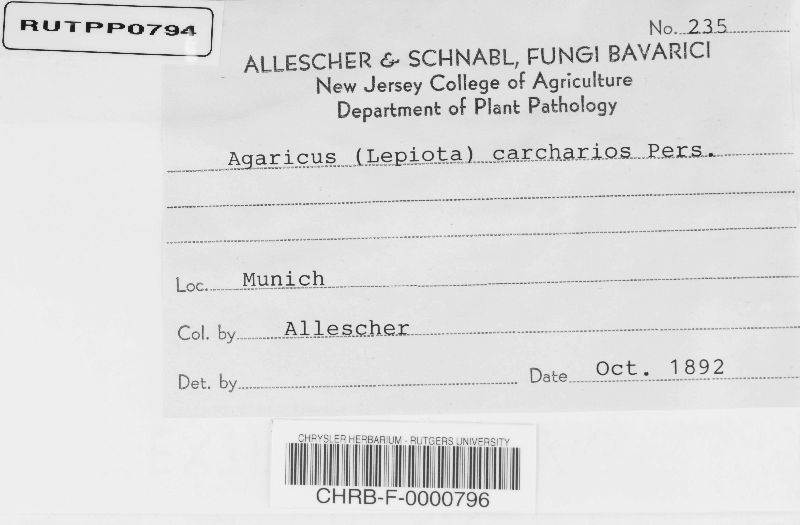 RUTPP0794
No. 235
ALLESCHER & SCHNABL, FUNGI BAVARICI
New Jersey College of Agriculture
Department of Plant Pathology
Agaricus (Lepiota) carcharios Pers.
Loc. Munich
Col. by Allescher
Det. by
Date Oct. 1892
CHRYSLER HERBARIUM - RUTGERS UNIVERSITY
CHRB-F-0000796